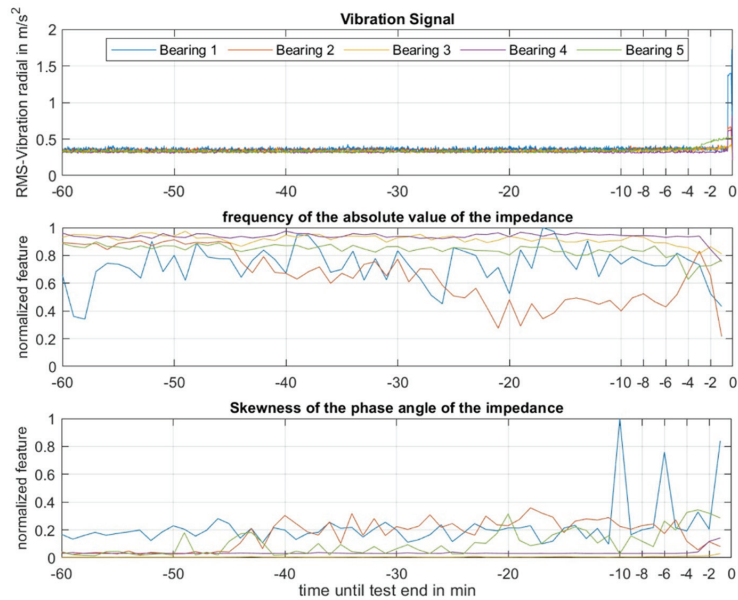 Vibration Signal
RMS-Vibration radial in m/s²
2
1.5
1
0.5
0
Bearing 1 Bearing 2 Bearing 3 Bearing 4 Bearing 5
-60 -50 -40 -30 -20 -10 -8 -6 -4 -2 0
frequency of the absolute value of the impedance
normalized feature
1
0.8
0.6
0.4
0.2
0
-60 -50 -40 -30 -20 -10 -8 -6 -4 -2 0
Skewness of the phase angle of the impedance
normalized feature
1
0.8
0.6
0.4
0.2
0
-60 -50 -40 -30 -20 -10 -8 -6 -4 -2 0
time until test end in min